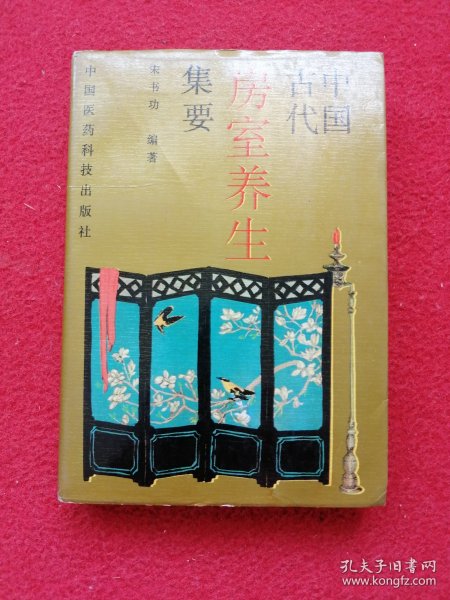 中国
古代
房室养生
集要
宋书功 编著
中国医药科技出版社
孔夫子旧书网
www.kongfz.com